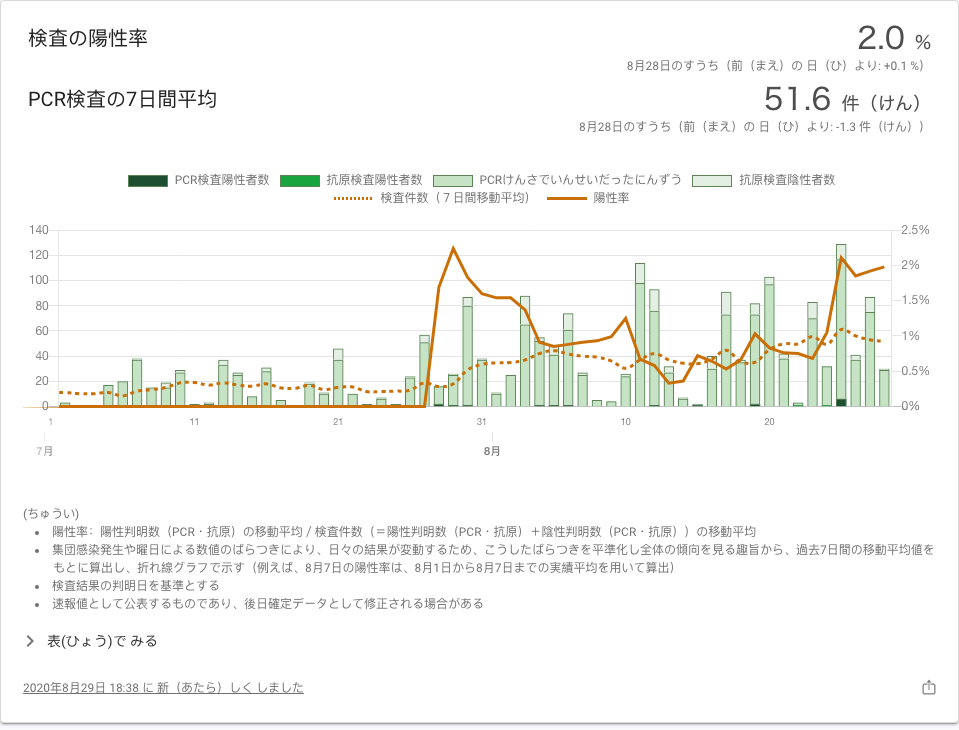 検査の陽性率
2.0 %
8月28日のすうち（前（まえ）の 日（ひ）より: +0.1 %）
PCR検査の7日間平均
51.6 件（けん）
8月28日のすうち（前（まえ）の 日（ひ）より: -1.3 件（けん））
PCR検査陽性者数 抗原検査陽性者数 PCRけんさでいんせいだったにんずう 抗原検査陰性者数
検査件数（７日間移動平均） 陽性率
140 2.5%
120 2%
100 1.5%
80
60 1%
40 0.5%
20
0 0%
1 11 21 31 10 20
7月 8月
(ちゅうい)
• 陽性率：陽性判明数（PCR・抗原）の移動平均 / 検査件数（＝陽性判明数（PCR・抗原）＋陰性判明数（PCR・抗原））の移動平均
• 集団感染発生や曜日による数値のばらつきにより、日々の結果が変動するため、こうしたばらつきを平準化し全体の傾向を見る趣旨から、過去7日間の移動平均値を
もとに算出し、折れ線グラフで示す（例えば、8月7日の陽性率は、8月1日から8月7日までの実績平均を用いて算出）
• 検査結果の判明日を基準とする
• 速報値として公表するものであり、後日確定データとして修正される場合がある
表(ひょう)で みる
2020年8月29日 18:38 に 新（あたら）しく しました